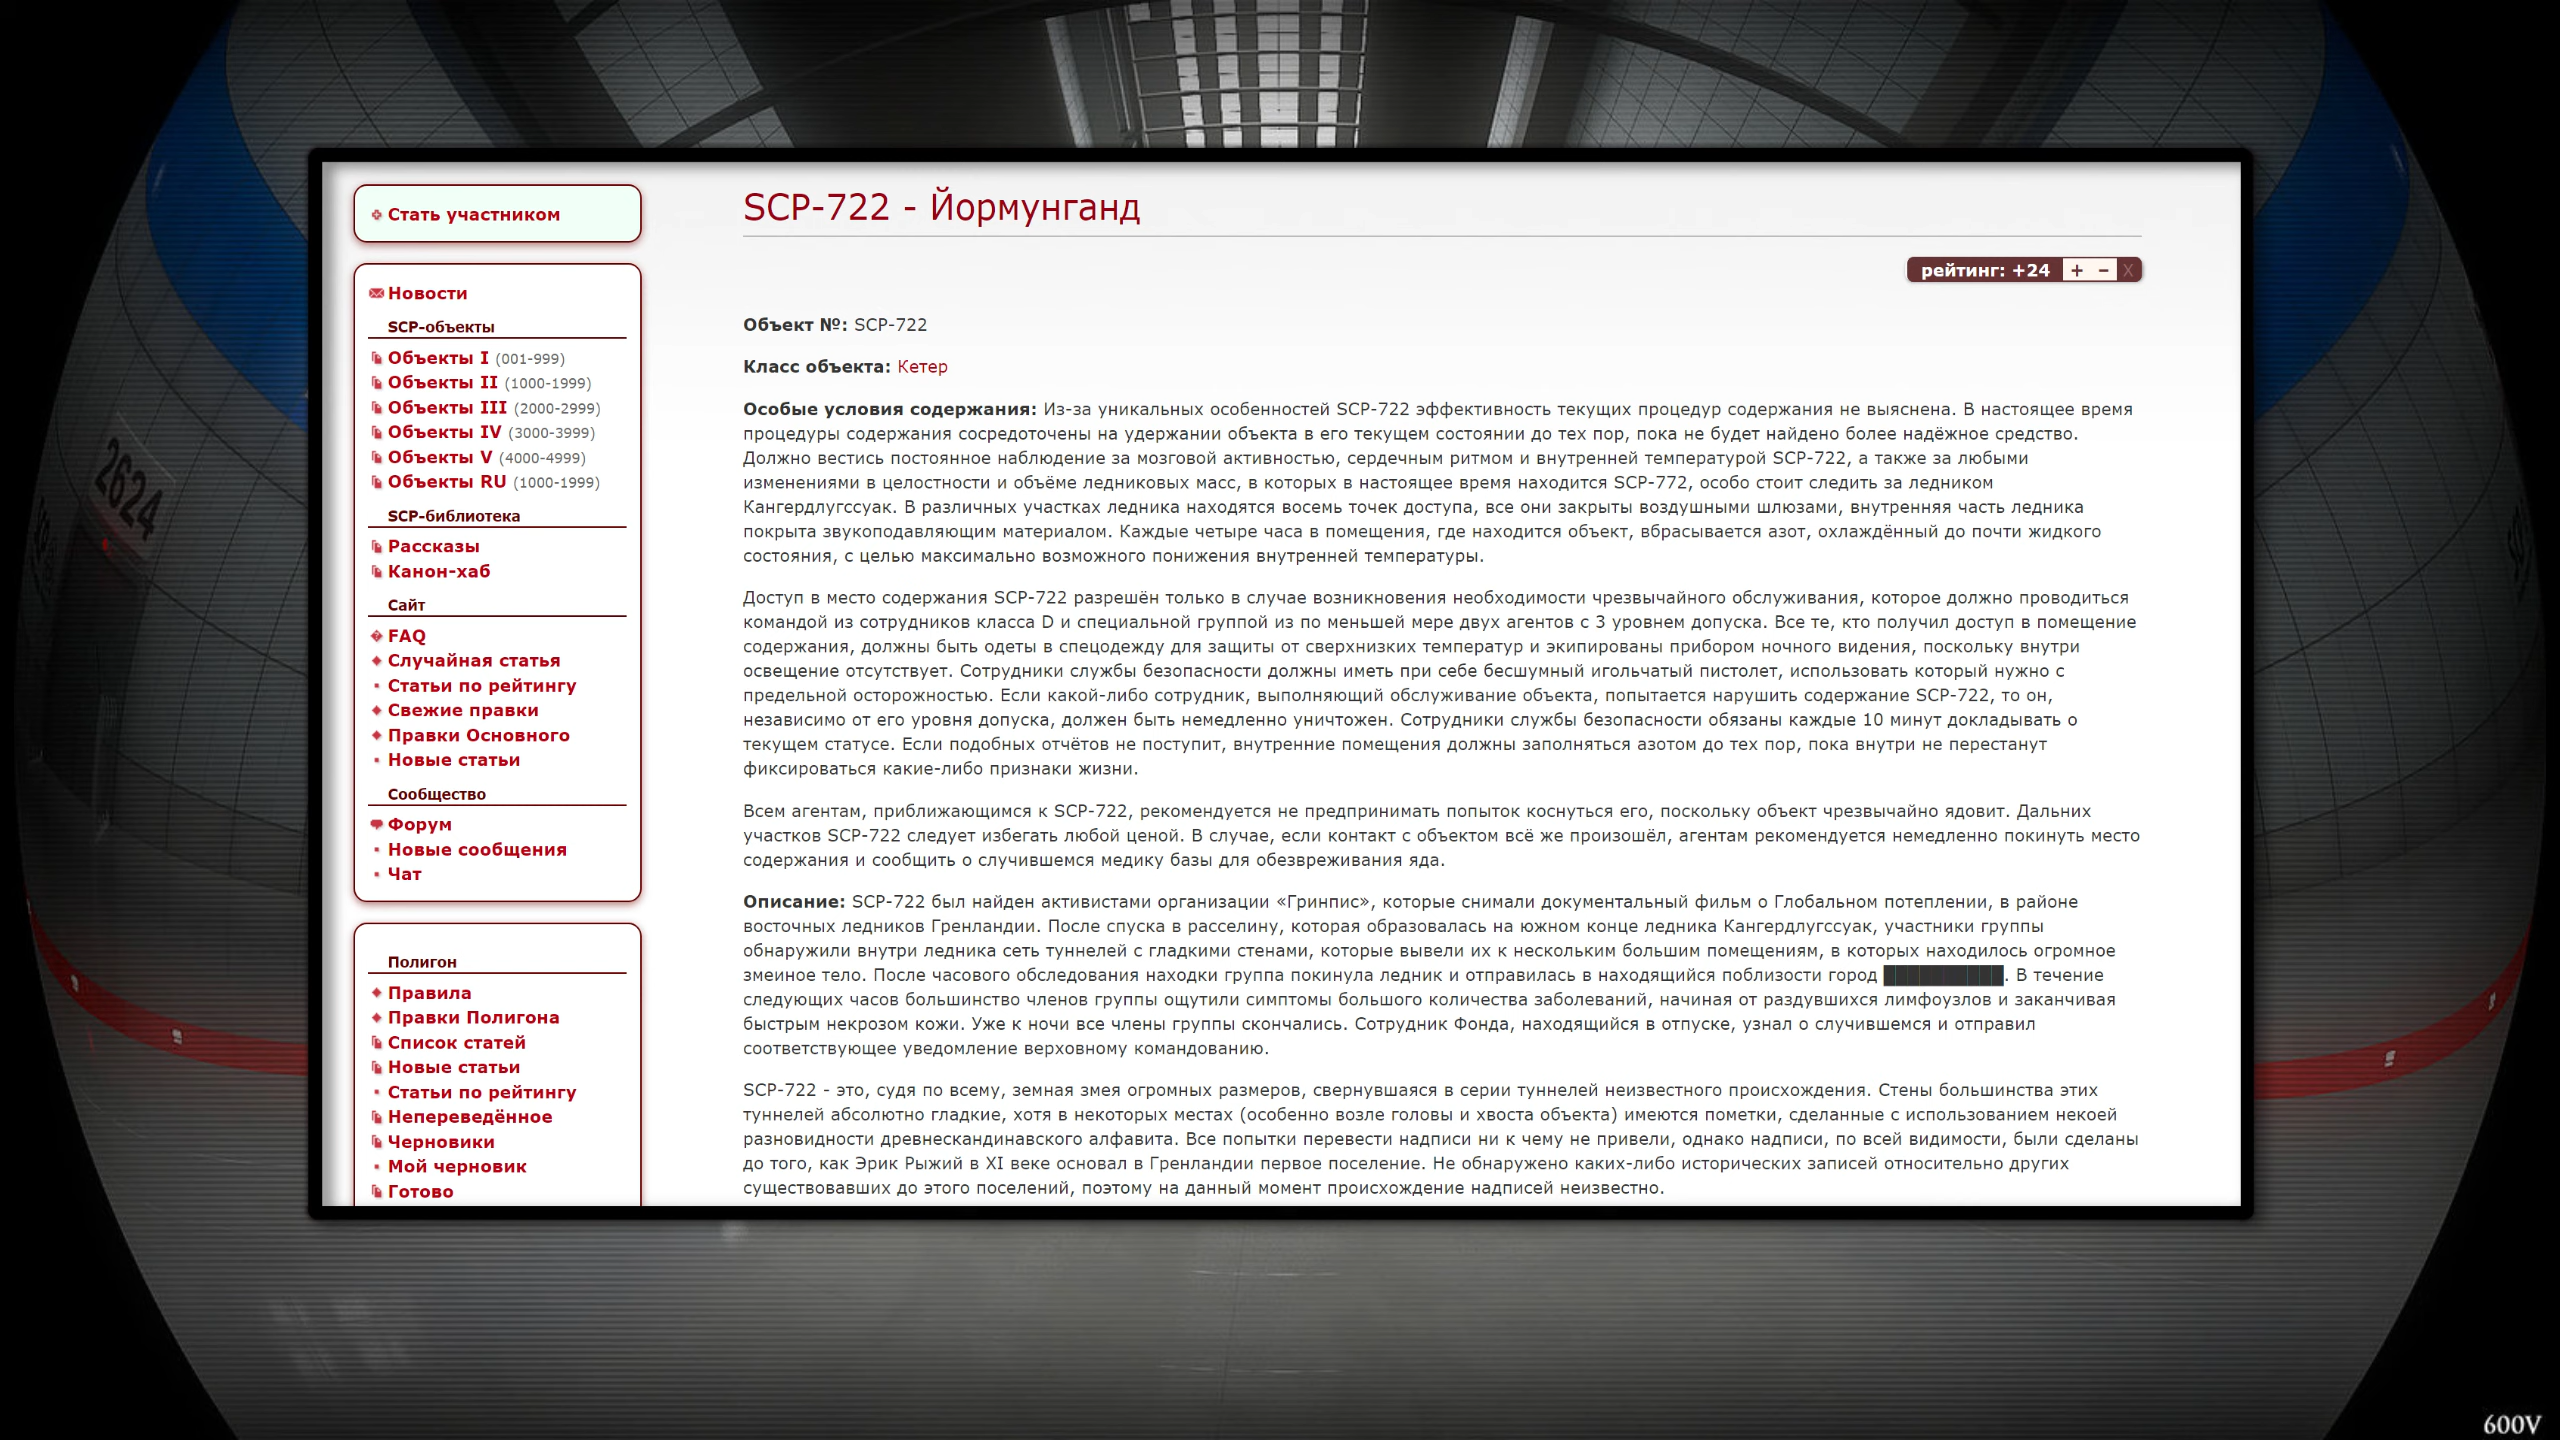 Стать участником
Новости
SCP-объекты
Объекты I (001-999)
Объекты II (1000-1999)
Объекты III (2000-2999)
Объекты IV (3000-3999)
Объекты V (4000-4999)
Объекты RU (1000-1999)
SCP-библиотека
Рассказы
Канон-хаб
Сайт
FAQ
Случайная статья
Статьи по рейтингу
Свежие правки
Правки Основного
Новые статьи
Сообщество
Форум
Новые сообщения
Чат
Полигон
Правила
Правки Полигона
Список статей
Новые статьи
Статьи по рейтингу
Непереведённое
Черновики
Мой черновик
Готово
SCP-722 - Йормунганд
рейтинг: +24 + − X
Объект №: SCP-722
Класс объекта: Кетер
Особые условия содержания: Из-за уникальных особенностей SCP-722 эффективность текущих процедур содержания не выяснена. В настоящее время
процедуры содержания сосредоточены на удержании объекта в его текущем состоянии до тех пор, пока не будет найдено более надёжное средство.
Должно вестись постоянное наблюдение за мозговой активностью, сердечным ритмом и внутренней температурой SCP-722, а также за любыми
изменениями в целостности и объёме ледниковых масс, в которых в настоящее время находится SCP-772, особо стоит следить за ледником
Кангердлугссуак. В различных участках ледника находятся восемь точек доступа, все они закрыты воздушными шлюзами, внутренняя часть ледника
покрыта звукоподавляющим материалом. Каждые четыре часа в помещения, где находится объект, вбрасывается азот, охлаждённый до почти жидкого
состояния, с целью максимально возможного понижения внутренней температуры.
Доступ в место содержания SCP-722 разрешён только в случае возникновения необходимости чрезвычайного обслуживания, которое должно проводиться
командой из сотрудников класса D и специальной группой из по меньшей мере двух агентов с 3 уровнем допуска. Все те, кто получил доступ в помещение
содержания, должны быть одеты в спецодежду для защиты от сверхнизких температур и экипированы прибором ночного видения, поскольку внутри
освещение отсутствует. Сотрудники службы безопасности должны иметь при себе бесшумный игольчатый пистолет, использовать который нужно с
предельной осторожностью. Если какой-либо сотрудник, выполняющий обслуживание объекта, попытается нарушить содержание SCP-722, то он,
независимо от его уровня допуска, должен быть немедленно уничтожен. Сотрудники службы безопасности обязаны каждые 10 минут докладывать о
текущем статусе. Если подобных отчётов не поступит, внутренние помещения должны заполняться азотом до тех пор, пока внутри не перестанут
фиксироваться какие-либо признаки жизни.
Всем агентам, приближающимся к SCP-722, рекомендуется не предпринимать попыток коснуться его, поскольку объект чрезвычайно ядовит. Дальних
участков SCP-722 следует избегать любой ценой. В случае, если контакт с объектом всё же произошёл, агентам рекомендуется немедленно покинуть место
содержания и сообщить о случившемся медику базы для обезвреживания яда.
Описание: SCP-722 был найден активистами организации «Гринпис», которые снимали документальный фильм о Глобальном потеплении, в районе
восточных ледников Гренландии. После спуска в расселину, которая образовалась на южном конце ледника Кангердлугссуак, участники группы
обнаружили внутри ледника сеть туннелей с гладкими стенами, которые вывели их к нескольким большим помещениям, в которых находилось огромное
змеиное тело. После часового обследования находки группа покинула ледник и отправилась в находящийся поблизости город ██████████. В течение
следующих часов большинство членов группы ощутили симптомы большого количества заболеваний, начиная от раздувшихся лимфоузлов и заканчивая
быстрым некрозом кожи. Уже к ночи все члены группы скончались. Сотрудник Фонда, находящийся в отпуске, узнал о случившемся и отправил
соответствующее уведомление верховному командованию.
SCP-722 - это, судя по всему, земная змея огромных размеров, свернувшаяся в серии туннелей неизвестного происхождения. Стены большинства этих
туннелей абсолютно гладкие, хотя в некоторых местах (особенно возле головы и хвоста объекта) имеются пометки, сделанные с использованием некоей
разновидности древнескандинавского алфавита. Все попытки перевести надписи ни к чему не привели, однако надписи, по всей видимости, были сделаны
до того, как Эрик Рыжий в XI веке основал в Гренландии первое поселение. Не обнаружено каких-либо исторических записей относительно других
существовавших до этого поселений, поэтому на данный момент происхождение надписей неизвестно.
2624
600V